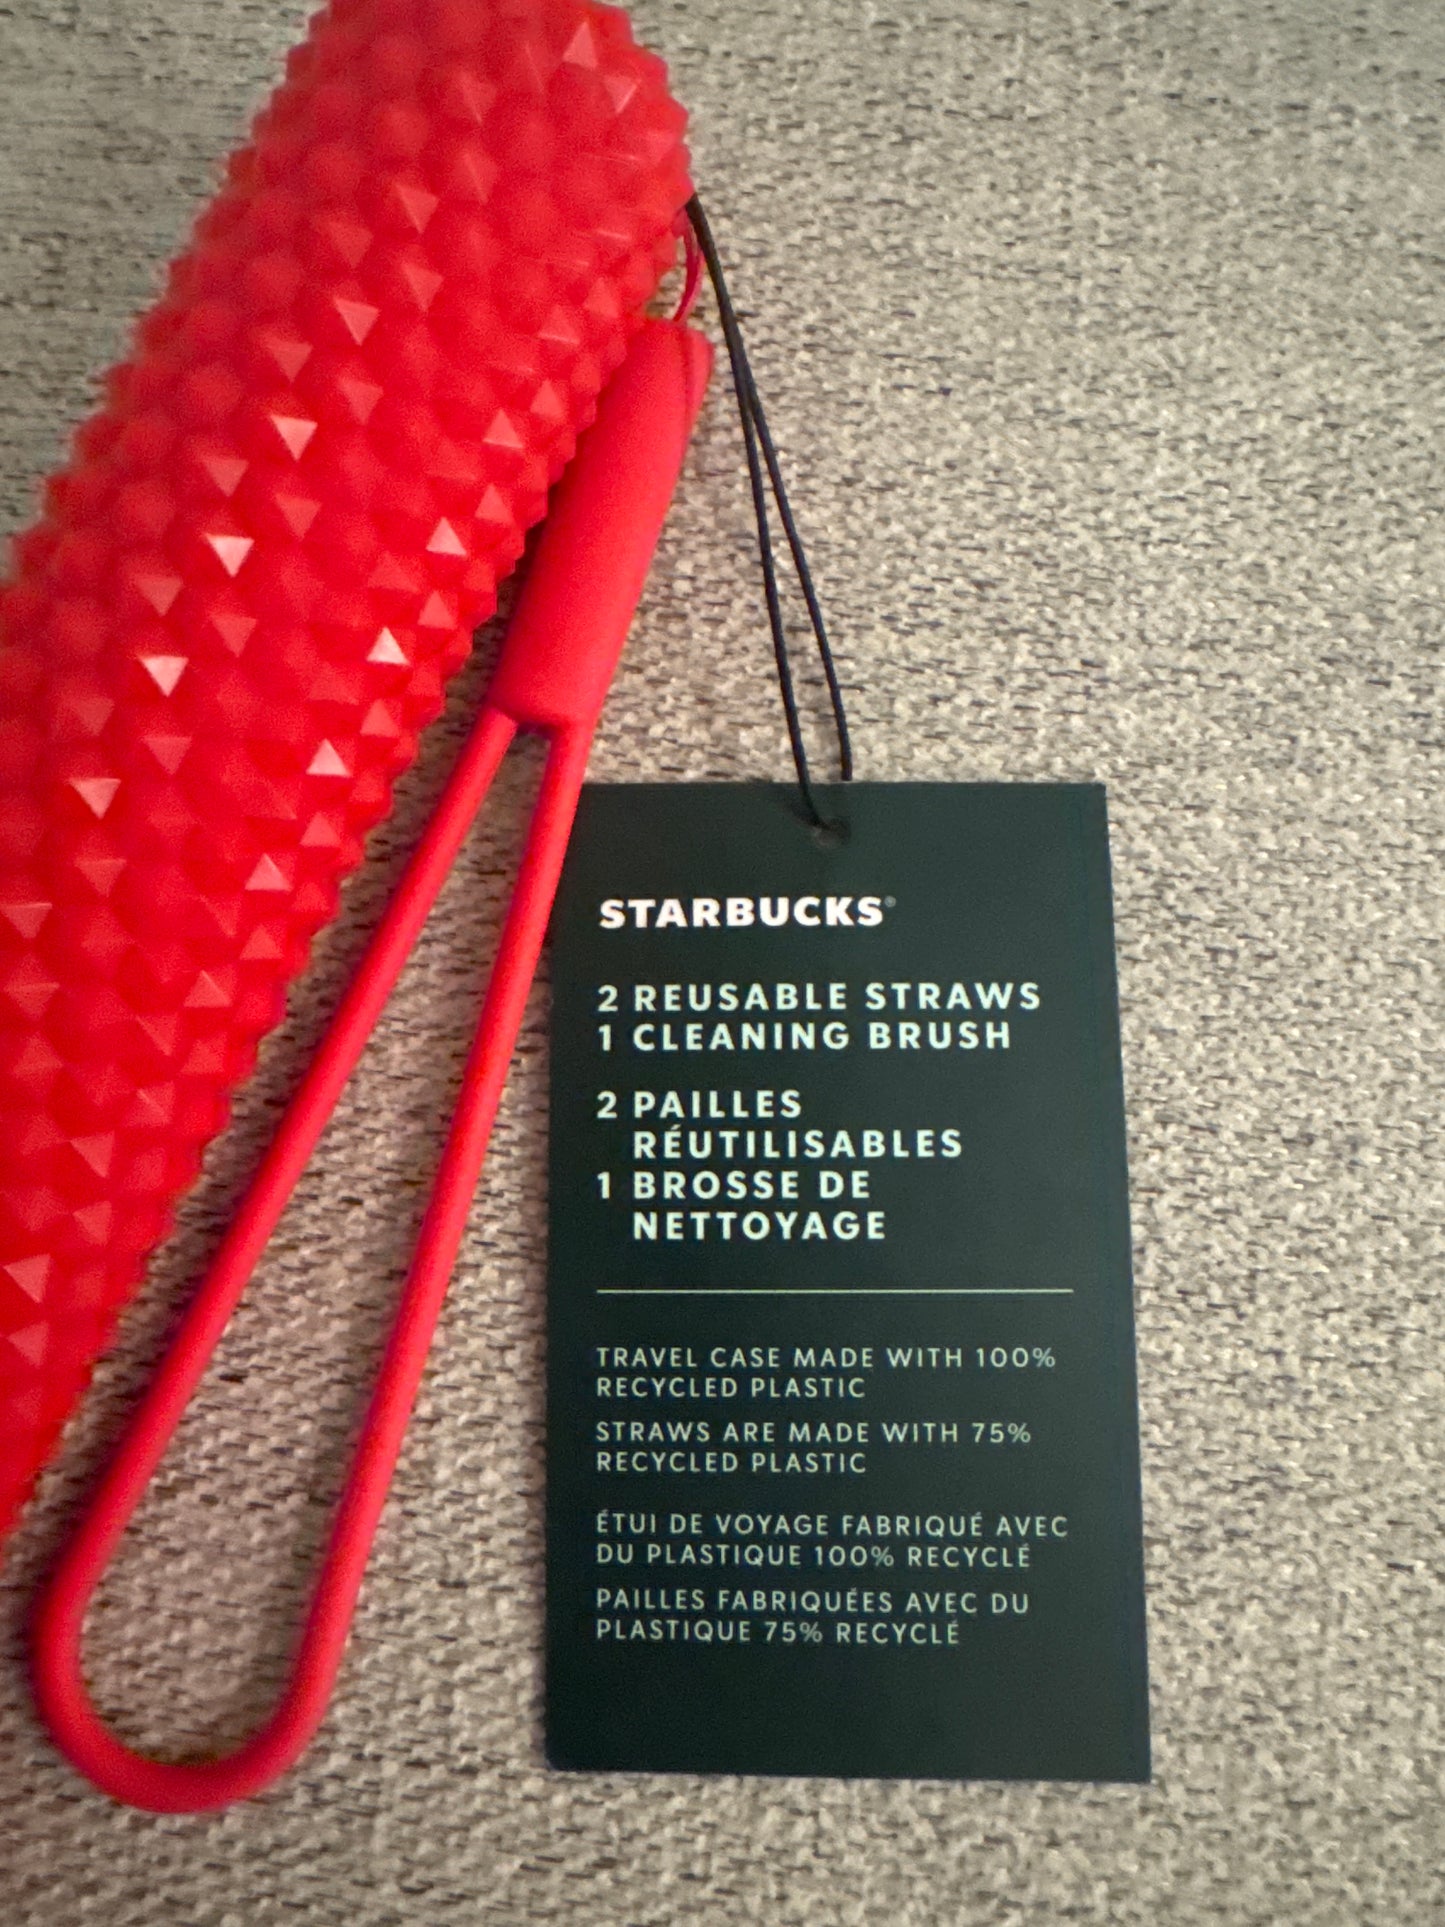 STARBUCKS®
2 REUSABLE STRAWS
1 CLEANING BRUSH
2 PAILLES
RÉUTILISABLES
1 BROSSE DE
NETTOYAGE
TRAVEL CASE MADE WITH 100%
RECYCLED PLASTIC
STRAWS ARE MADE WITH 75%
RECYCLED PLASTIC
ÉTUI DE VOYAGE FABRIQUÉ AVEC
DU PLASTIQUE 100% RECYCLÉ
PAILLES FABRIQUÉES AVEC DU
PLASTIQUE 75% RECYCLÉ